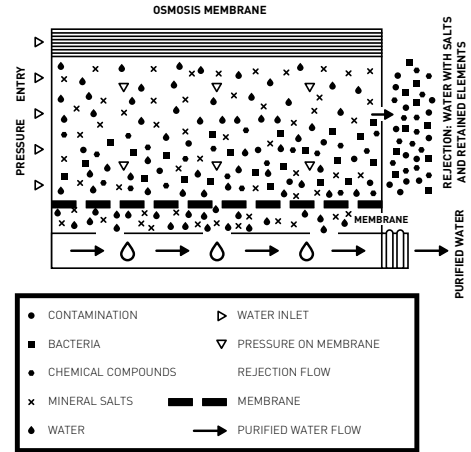 OSMOSIS MEMBRANE
PRESSURE ENTRY
REJECTION: WATER WITH SALTS
AND RETAINED ELEMENTS
MEMBRANE
PURIFIED WATER
CONTAMINATION
WATER INLET
BACTERIA
PRESSURE ON MEMBRANE
CHEMICAL COMPOUNDS
REJECTION FLOW
MINERAL SALTS
MEMBRANE
WATER
PURIFIED WATER FLOW